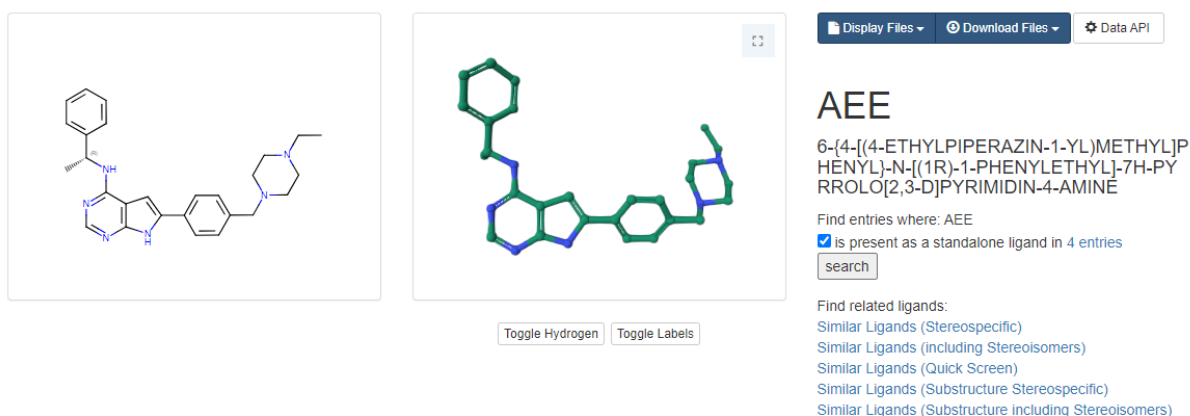 Display Files
Download Files
Data API
AEE
6-{4-[(4-ETHYLPIPERAZIN-1-YL)METHYL]P
HENYL}-N-[(1R)-1-PHENYLETHYL]-7H-PY
RROLO[2,3-D]PYRIMIDIN-4-AMINE
Find entries where: AEE
is present as a standalone ligand in 4 entries
search
Find related ligands:
Similar Ligands (Stereospecific)
Similar Ligands (including Stereoisomers)
Similar Ligands (Quick Screen)
Similar Ligands (Substructure Stereospecific)
Similar Ligands (Substructure including Stereoisomers)
N
(R)
NH
N
N
N
N
H
Toggle Hydrogen
Toggle Labels